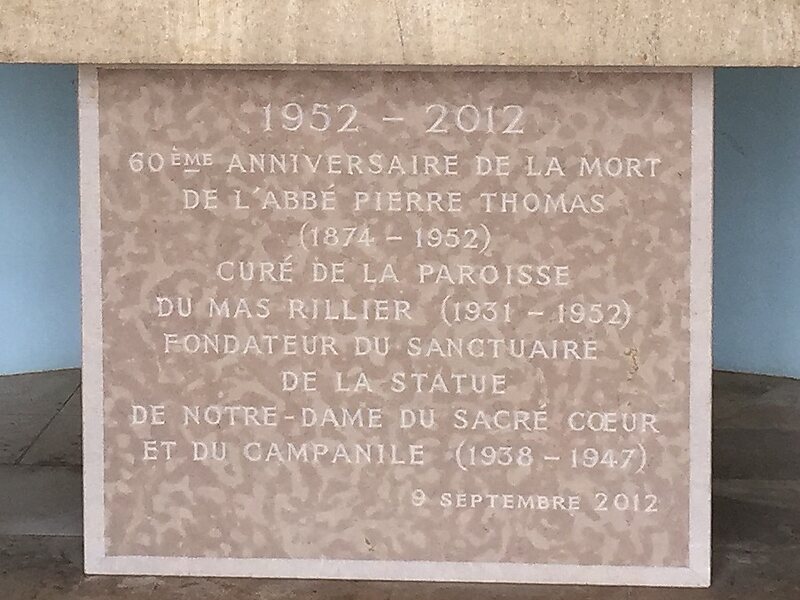 1952 - 2012
60ÈME ANNIVERSAIRE DE LA MORT
DE L'ABBÉ PIERRE THOMAS
(1874 - 1952)
CURÉ DE LA PAROISSE
DU MAS RILLIER (1931 - 1952)
FONDATEUR DU SANCTUAIRE
DE LA STATUE
DE NOTRE-DAME DU SACRÉ CŒUR
ET DU CAMPANILE (1938 - 1947)
9 SEPTEMBRE 2012